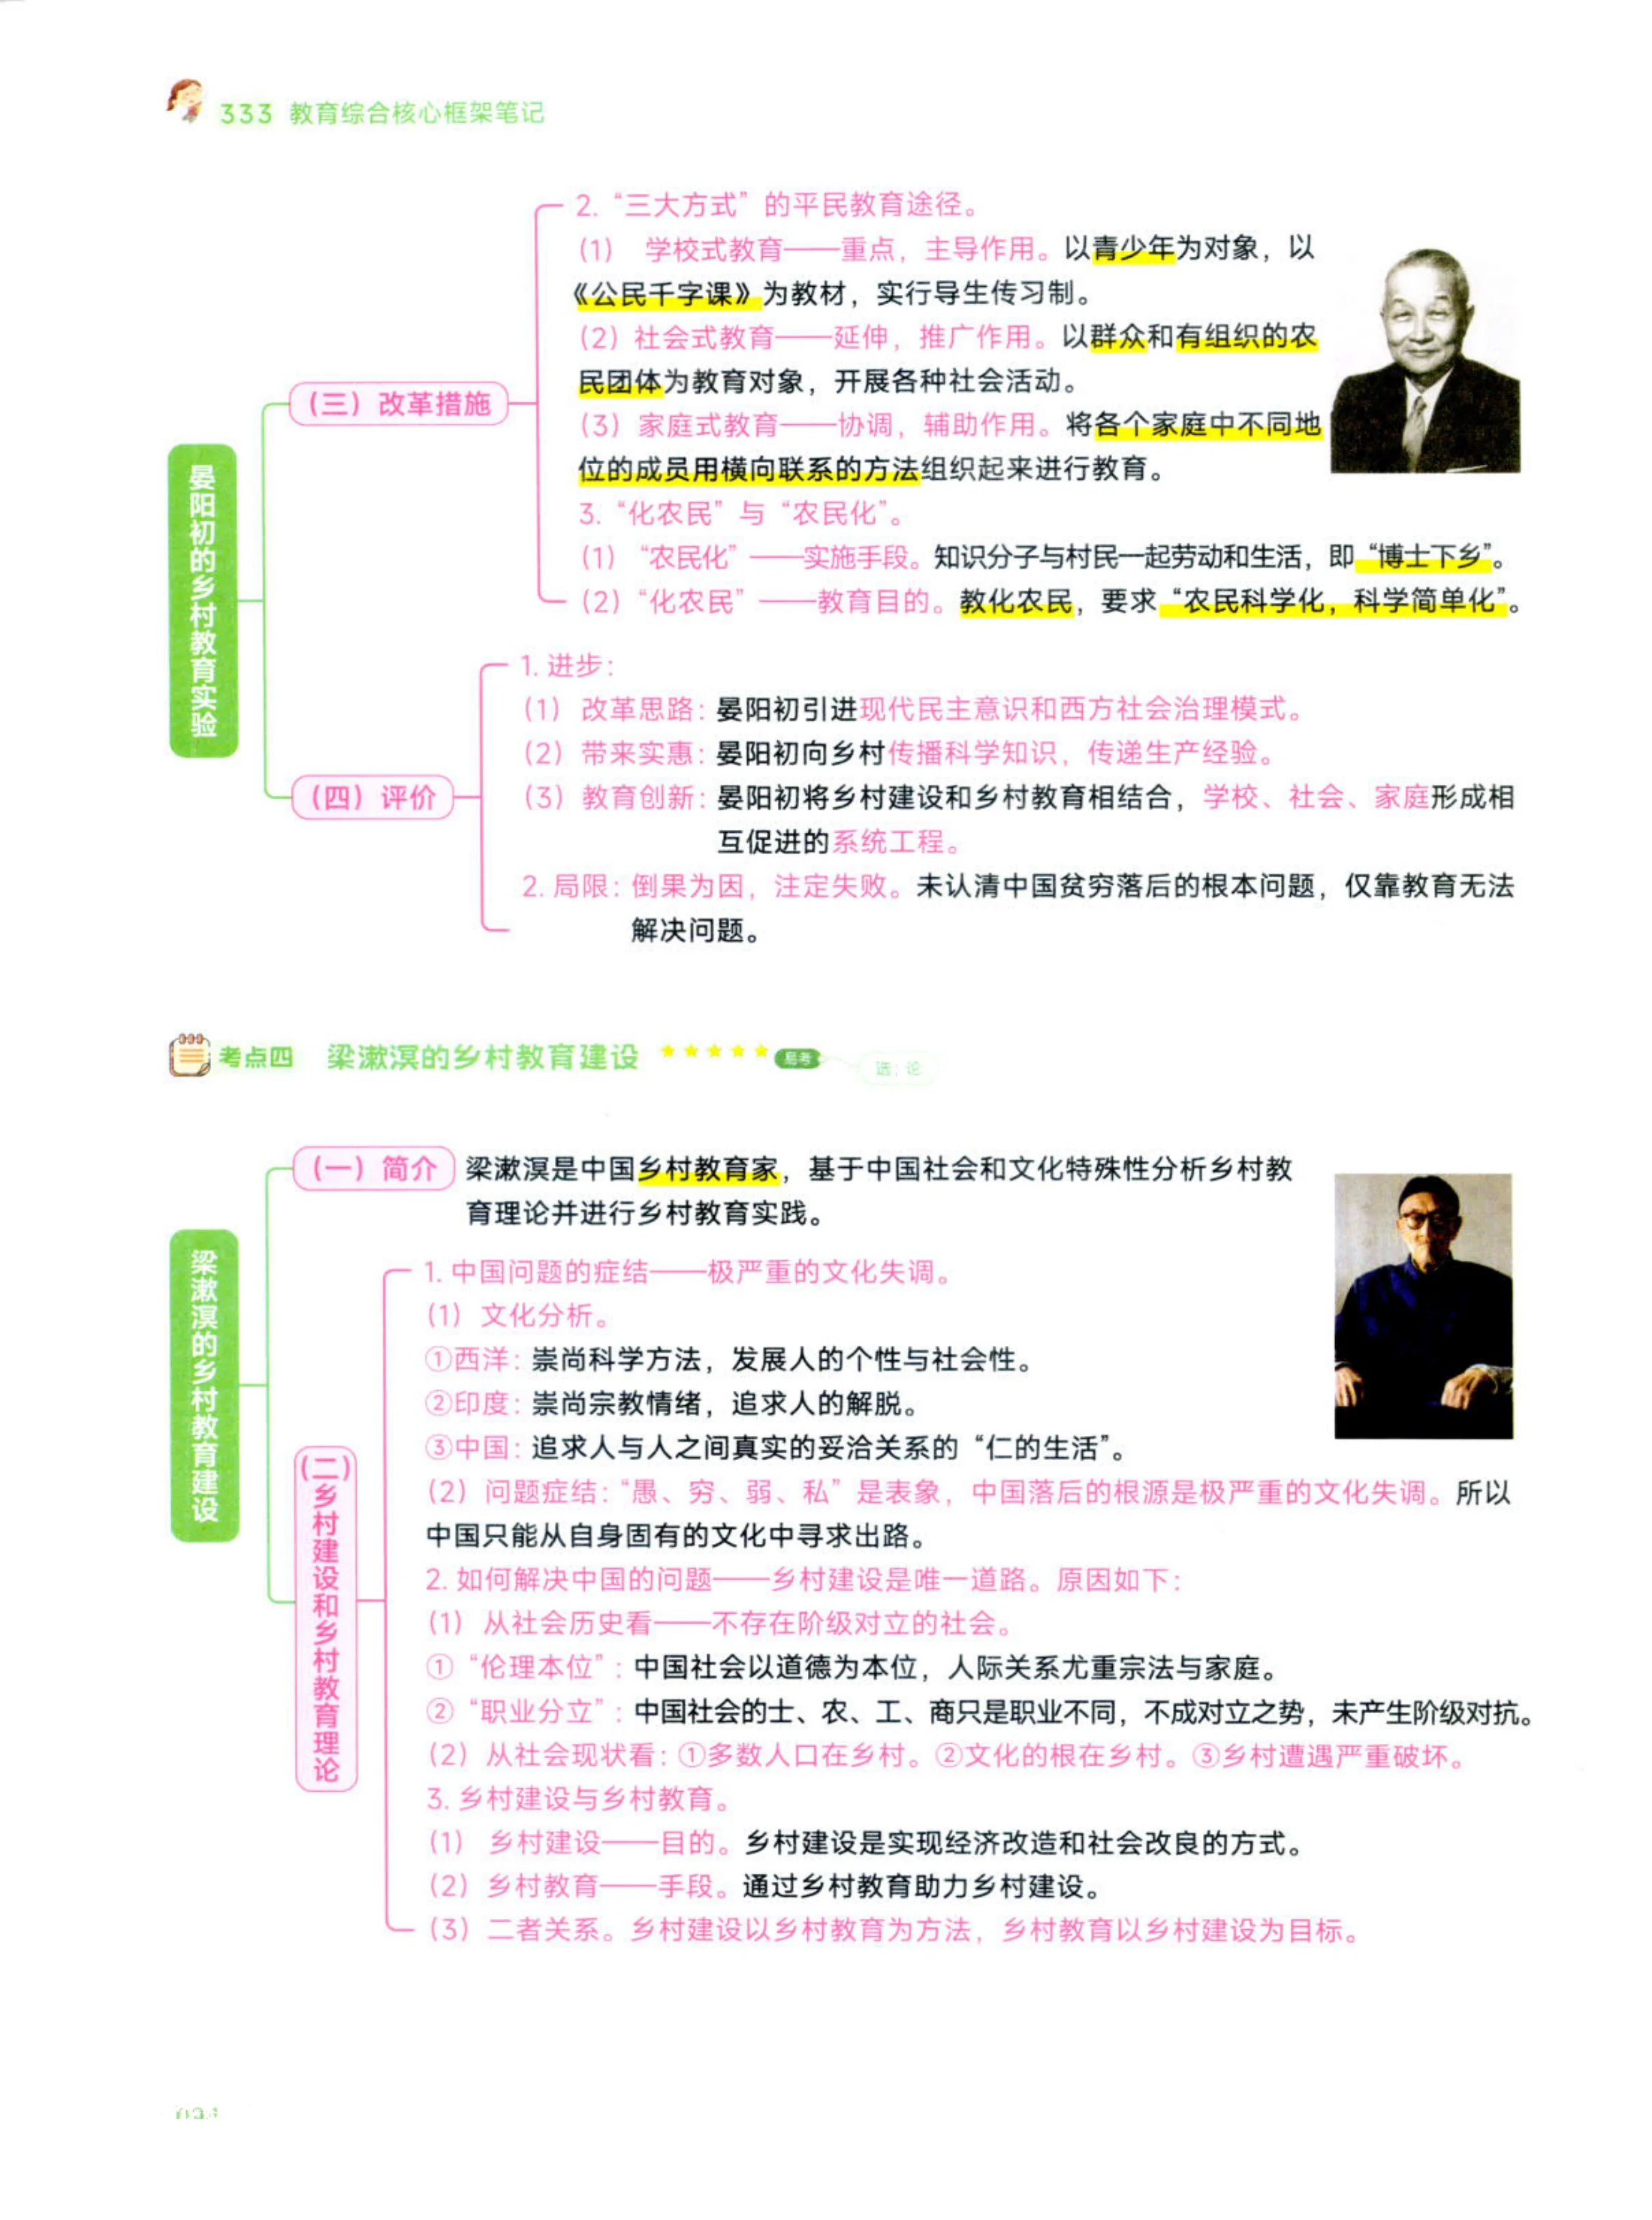 333 教育综合核心框架笔记
晏阳初的乡村教育实验
（三）改革措施
2. “三大方式”的平民教育途径。
（1） 学校式教育——重点，主导作用。以青少年为对象，以
《公民千字课》为教材，实行导生传习制。
（2）社会式教育——延伸，推广作用。以群众和有组织的农
民团体为教育对象，开展各种社会活动。
（3）家庭式教育——协调，辅助作用。将各个家庭中不同地
位的成员用横向联系的方法组织起来进行教育。
3. “化农民”与“农民化”。
（1）“农民化”——实施手段。知识分子与村民一起劳动和生活，即“博士下乡”。
（2）“化农民”——教育目的。教化农民，要求“农民科学化，科学简单化”。
（四）评价
1. 进步：
（1）改革思路：晏阳初引进现代民主意识和西方社会治理模式。
（2）带来实惠：晏阳初向乡村传播科学知识，传递生产经验。
（3）教育创新：晏阳初将乡村建设和乡村教育相结合，学校、社会、家庭形成相
互促进的系统工程。
2. 局限：倒果为因，注定失败。未认清中国贫穷落后的根本问题，仅靠教育无法
解决问题。
考点四 梁漱溟的乡村教育建设 ★★★★★ 易考 选；论
梁漱溟的乡村教育建设
（一）简介
梁漱溟是中国乡村教育家，基于中国社会和文化特殊性分析乡村教
育理论并进行乡村教育实践。
（二）乡村建设和乡村教育理论
1. 中国问题的症结——极严重的文化失调。
（1）文化分析。
①西洋：崇尚科学方法，发展人的个性与社会性。
②印度：崇尚宗教情绪，追求人的解脱。
③中国：追求人与人之间真实的妥洽关系的“仁的生活”。
（2）问题症结：“愚、穷、弱、私”是表象，中国落后的根源是极严重的文化失调。所以
中国只能从自身固有的文化中寻求出路。
2. 如何解决中国的问题——乡村建设是唯一道路。原因如下：
（1）从社会历史看——不存在阶级对立的社会。
①“伦理本位”：中国社会以道德为本位，人际关系尤重宗法与家庭。
②“职业分立”：中国社会的士、农、工、商只是职业不同，不成对立之势，未产生阶级对抗。
（2）从社会现状看：①多数人口在乡村。②文化的根在乡村。③乡村遭遇严重破坏。
3. 乡村建设与乡村教育。
（1） 乡村建设——目的。乡村建设是实现经济改造和社会改良的方式。
（2）乡村教育——手段。通过乡村教育助力乡村建设。
（3）二者关系。乡村建设以乡村教育为方法，乡村教育以乡村建设为目标。